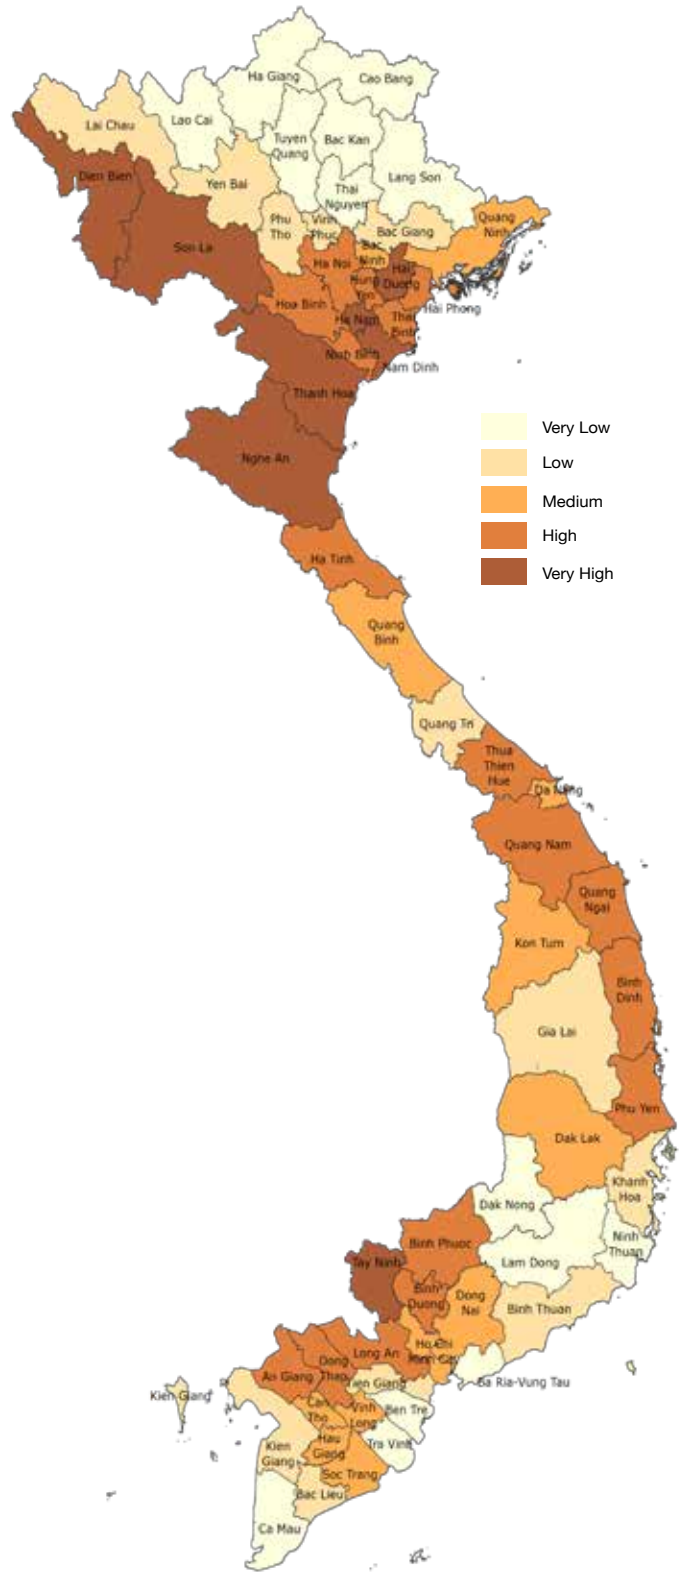 Ha Giang
Cao Bang
Lai Chau
Lao Cai
Tuyen
Quang
Bac Kan
Dien Bien
Yen Bai
Thai
Nguyen
Lang Son
Phu
Tho
Vinh
Phuc
Bac Giang
Quang
Ninh
Son La
Ha Noi
Bac
Ninh
Hai
Duong
Hung
Yen
Hoa Binh
Hai Phong
Ha Nam
Thai
Binh
Ninh Binh
Nam Dinh
Thanh Hoa
Nghe An
Very Low
Low
Medium
High
Very High
Ha Tinh
Quang
Binh
Quang Tri
Thua
Thien
Hue
Da Nang
Quang Nam
Quang
Ngai
Kon Tum
Binh
Dinh
Gia Lai
Phu Yen
Dak Lak
Khanh
Hoa
Dak Nong
Ninh
Thuan
Binh Phuoc
Lam Dong
Tay Ninh
Binh
Duong
Dong
Nai
Binh Thuan
Ho Chi
Minh City
Long An
Dong
Thap
An Giang
Tien Giang
Ba Ria-Vung Tau
Kien Giang
Can
Tho
Vinh
Long
Ben Tre
Hau
Giang
Tra Vinh
Kien
Giang
Soc Trang
Bac Lieu
Ca Mau